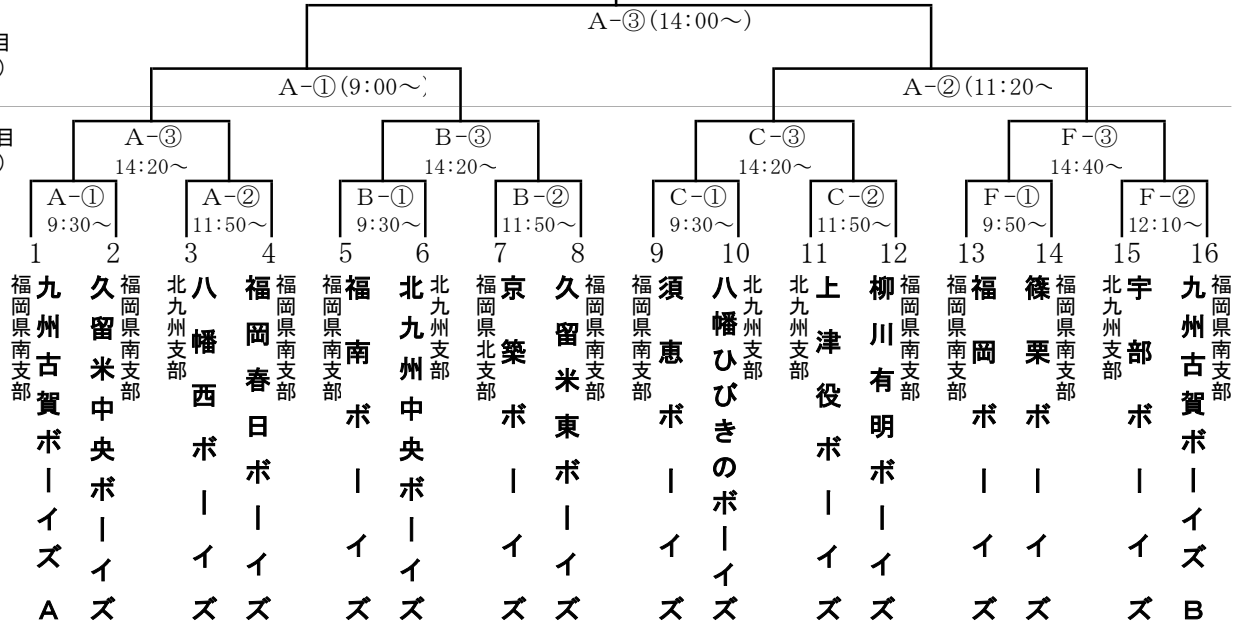 A-③(14:00～)
目
)
A-①(9:00～)
A-②(11:20～
目
)
A-③
14:20～
B-③
14:20～
C-③
14:20～
F-③
14:40～
A-①
9:30～
A-②
11:50～
B-①
9:30～
B-②
11:50～
C-①
9:30～
C-②
11:50～
F-①
9:50～
F-②
12:10～
1
2
3
4
5
6
7
8
9
10
11
12
13
14
15
16
福岡県南支部
九州古賀ボーイズ A
久留米中央ボーイズ
福岡県南支部
北九州支部
八幡西ボーイズ
福岡春日ボーイズ
福岡県南支部
福岡県南支部
福南ボーイズ
北九州中央ボーイズ
北九州支部
福岡県北支部
京築ボーイズ
久留米東ボーイズ
福岡県南支部
福岡県南支部
須恵ボーイズ
八幡ひびきのボーイズ
北九州支部
北九州支部
上津役ボーイズ
柳川有明ボーイズ
福岡県南支部
福岡県南支部
福岡ボーイズ
篠栗ボーイズ
福岡県南支部
北九州支部
宇部ボーイズ
九州古賀ボーイズ B
福岡県南支部